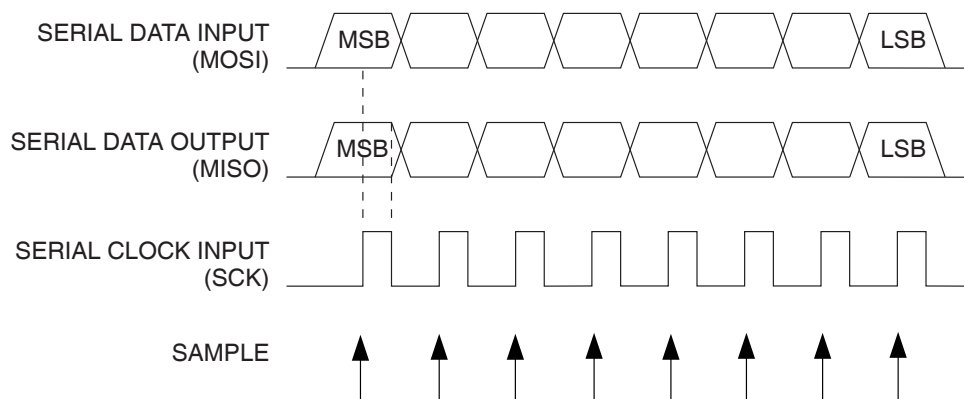 SERIAL DATA INPUT
(MOSI)
MSB
LSB
SERIAL DATA OUTPUT
(MISO)
MSB
LSB
SERIAL CLOCK INPUT
(SCK)
SAMPLE